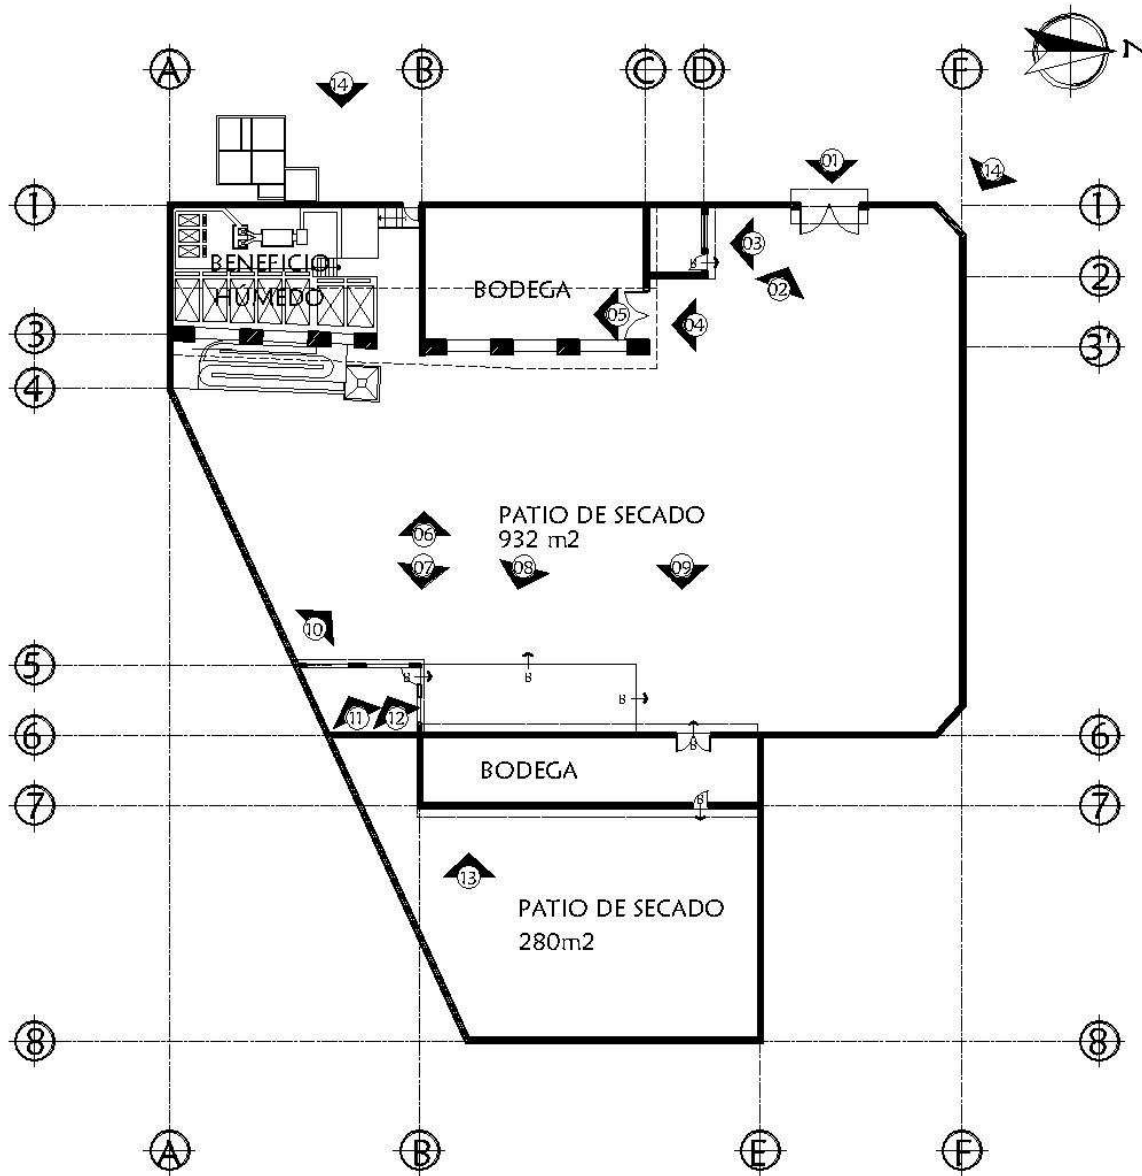 N
A
B
C
D
F
14
01
14
1
1
BENEFICIO
HÚMEDO
BODEGA
B
03
2
02
05
04
3
3'
4
PATIO DE SECADO
932 m2
06
07
08
09
10
5
B
B
B
11
12
6
B
6
BODEGA
7
B
7
13
PATIO DE SECADO
280m2
8
8
A
B
E
F